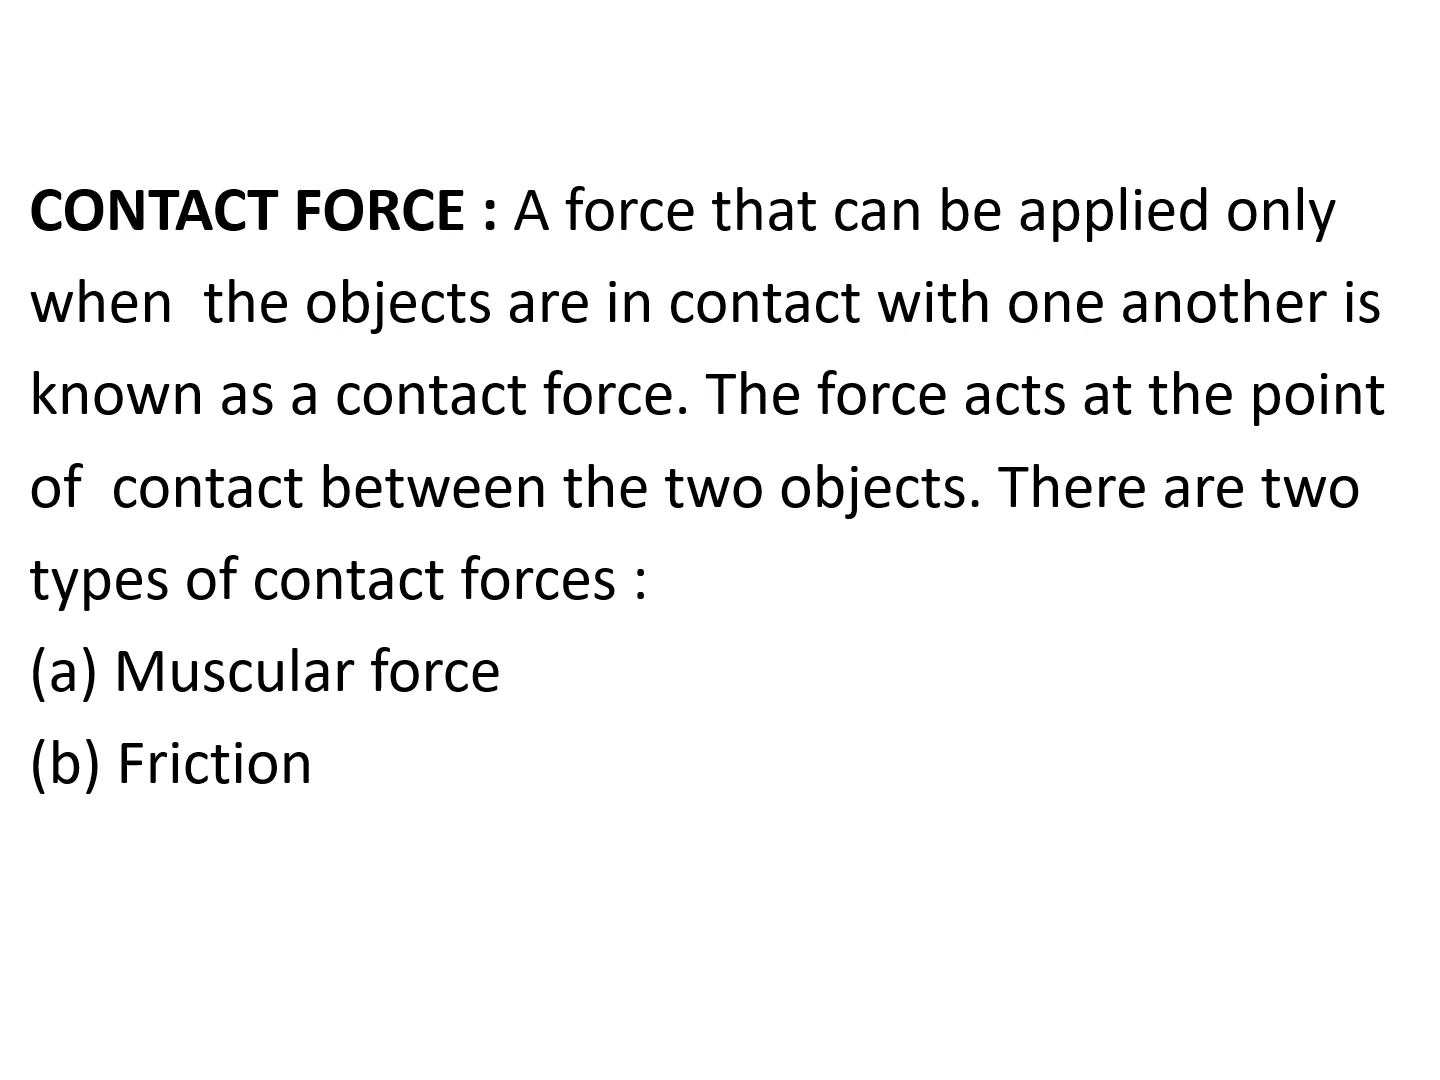 CONTACT FORCE : A force that can be applied only
when  the objects are in contact with one another is
known as a contact force. The force acts at the point
of  contact between the two objects. There are two
types of contact forces :
(a) Muscular force
(b) Friction